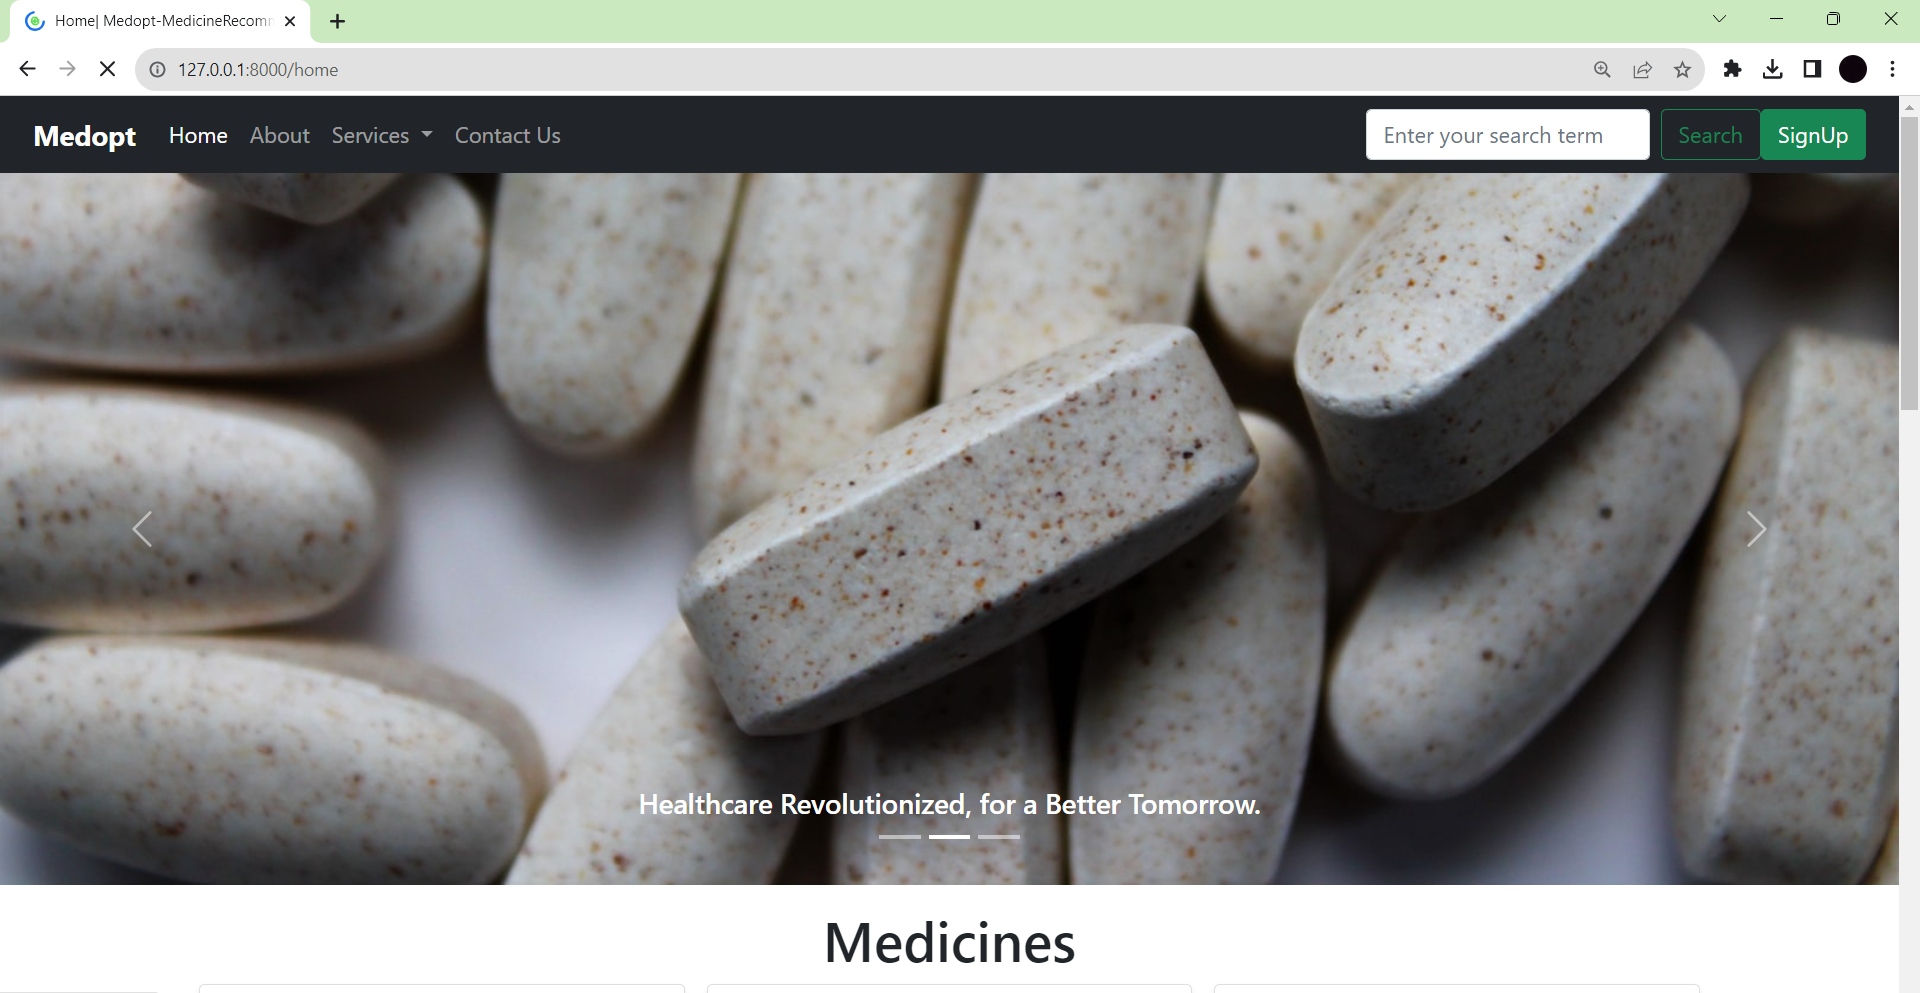 Home| Medopt-MedicineRecom
127.0.0.1:8000/home
Medopt Home About Services Contact Us Enter your search term Search SignUp
Healthcare Revolutionized, for a Better Tomorrow.
Medicines